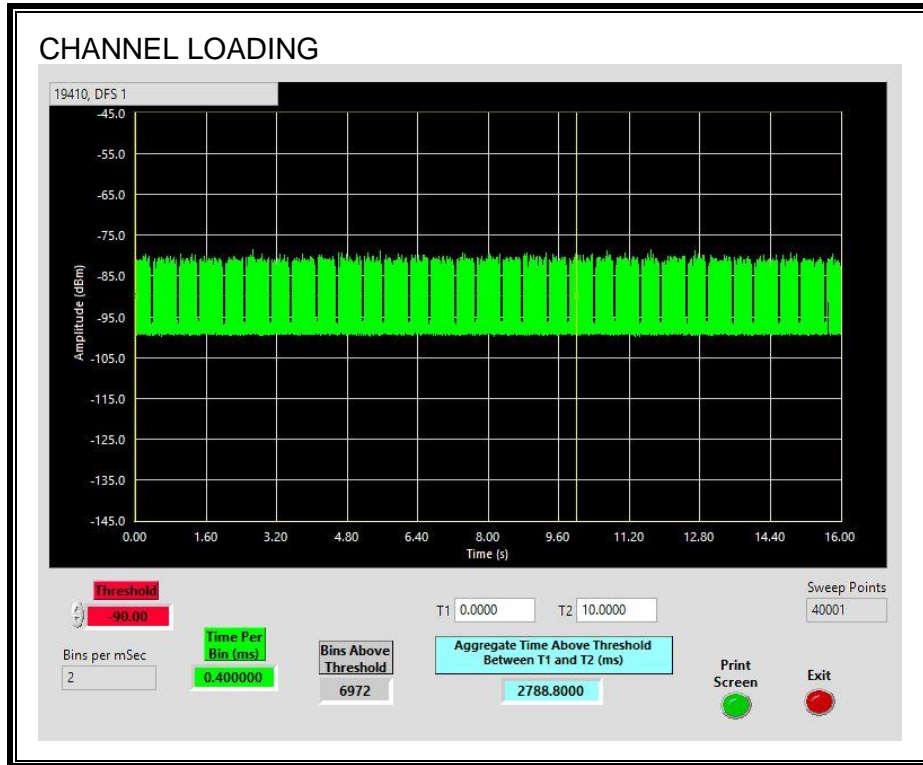 CHANNEL LOADING
19410, DFS 1
Amplitude (dBm)
-45.0
-55.0
-65.0
-75.0
-85.0
-95.0
-105.0
-115.0
-125.0
-135.0
-145.0
0.00 1.60 3.20 4.80 6.40 8.00 9.60 11.20 12.80 14.40 16.00
Time (s)
Threshold
-90.00
Bins per mSec
2
Time Per
Bin (ms)
0.400000
Bins Above
Threshold
6972
T1 0.0000 T2 10.0000
Aggregate Time Above Threshold
Between T1 and T2 (ms)
2788.8000
Sweep Points
40001
Print
Screen
Exit